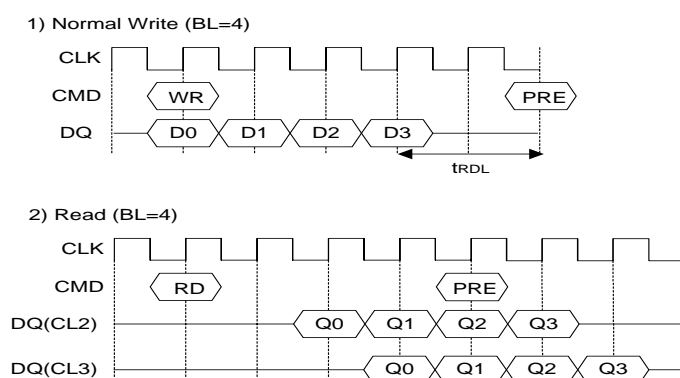 1) Normal Write (BL=4)
CLK
CMD WR PRE
DQ D0 D1 D2 D3
tRDL
2) Read (BL=4)
CLK
CMD RD PRE
DQ(CL2) Q0 Q1 Q2 Q3
DQ(CL3) Q0 Q1 Q2 Q3